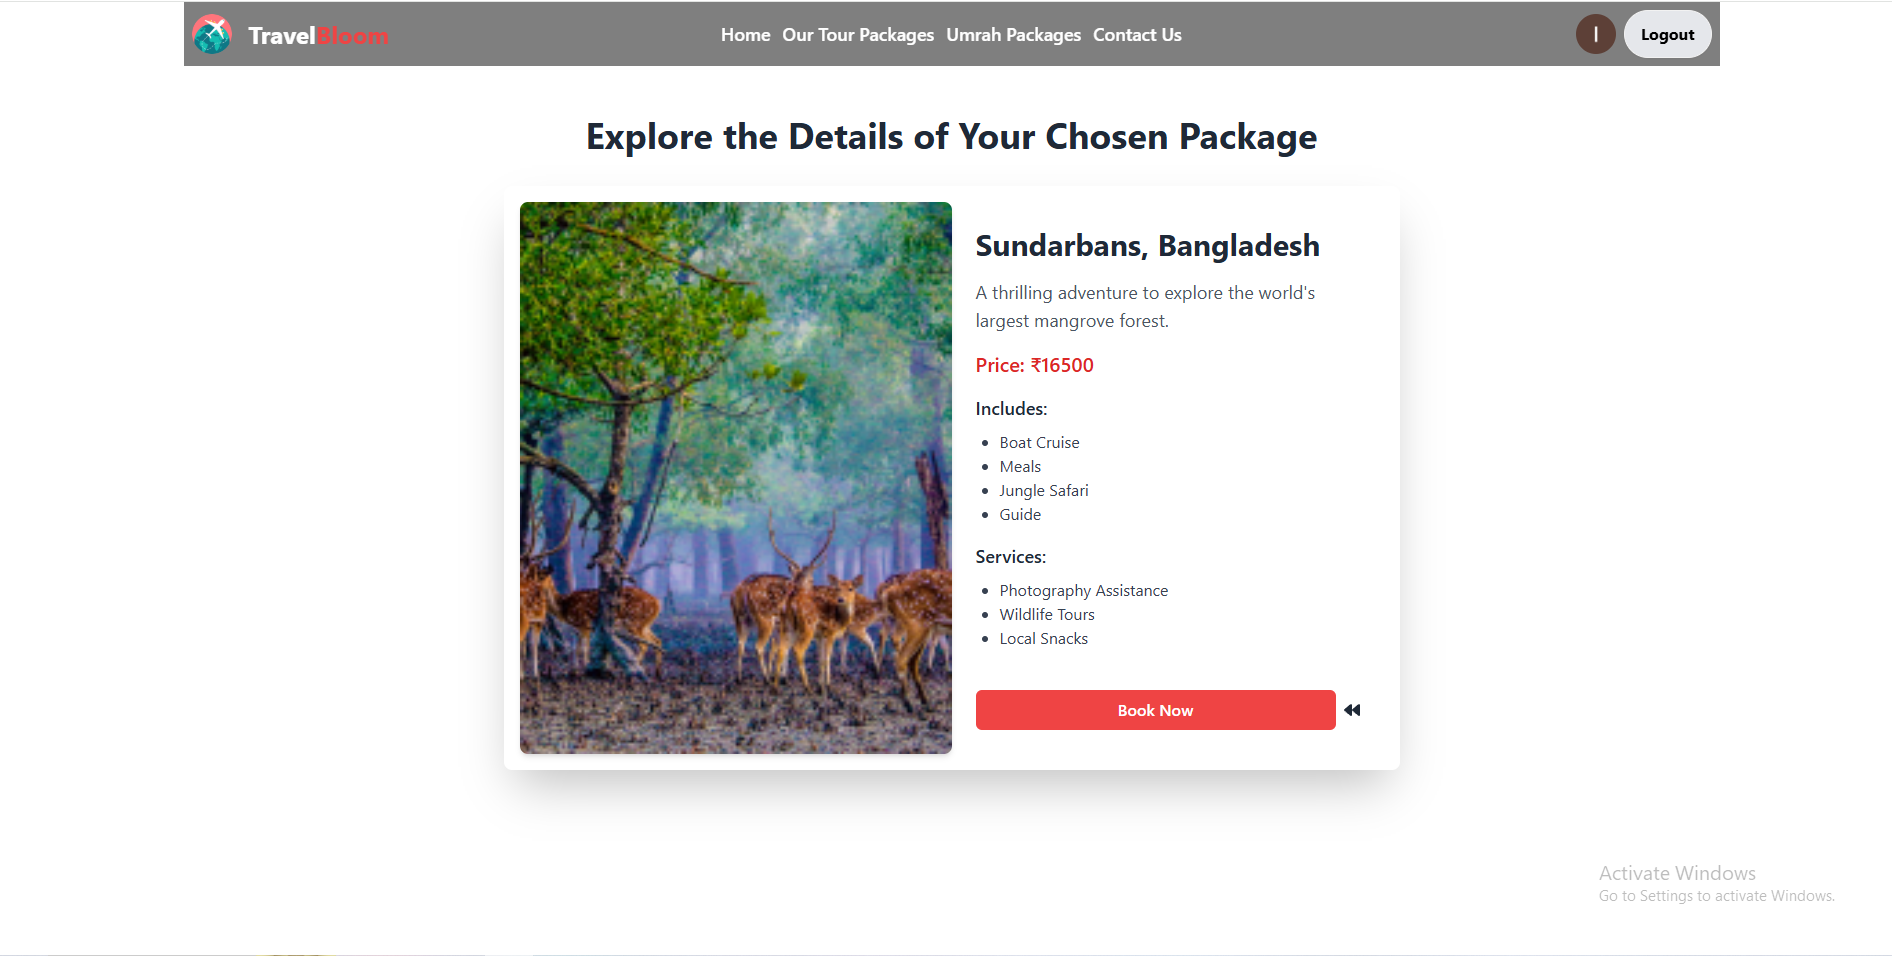 TravelBloom
Home Our Tour Packages Umrah Packages Contact Us
I
Logout
Explore the Details of Your Chosen Package
Sundarbans, Bangladesh
A thrilling adventure to explore the world's
largest mangrove forest.
Price: ₹16500
Includes:
Boat Cruise
Meals
Jungle Safari
Guide
Services:
Photography Assistance
Wildlife Tours
Local Snacks
Book Now
Activate Windows
Go to Settings to activate Windows.